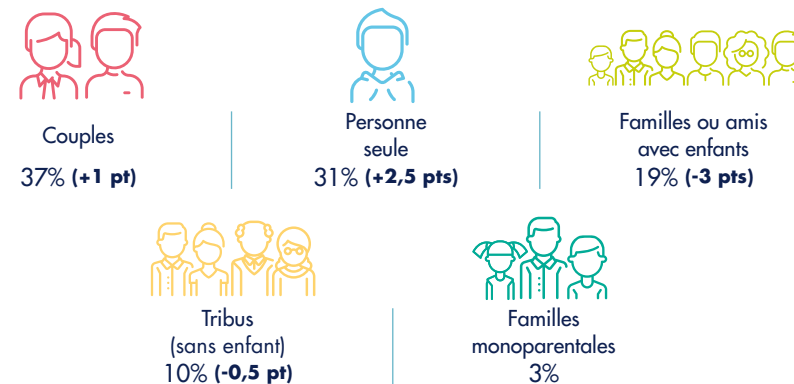 Couples
37% (+1 pt)
Personne
seule
31% (+2,5 pts)
Familles ou amis
avec enfants
19% (-3 pts)
Tribus
(sans enfant)
10% (-0,5 pt)
Familles
monoparentales
3%